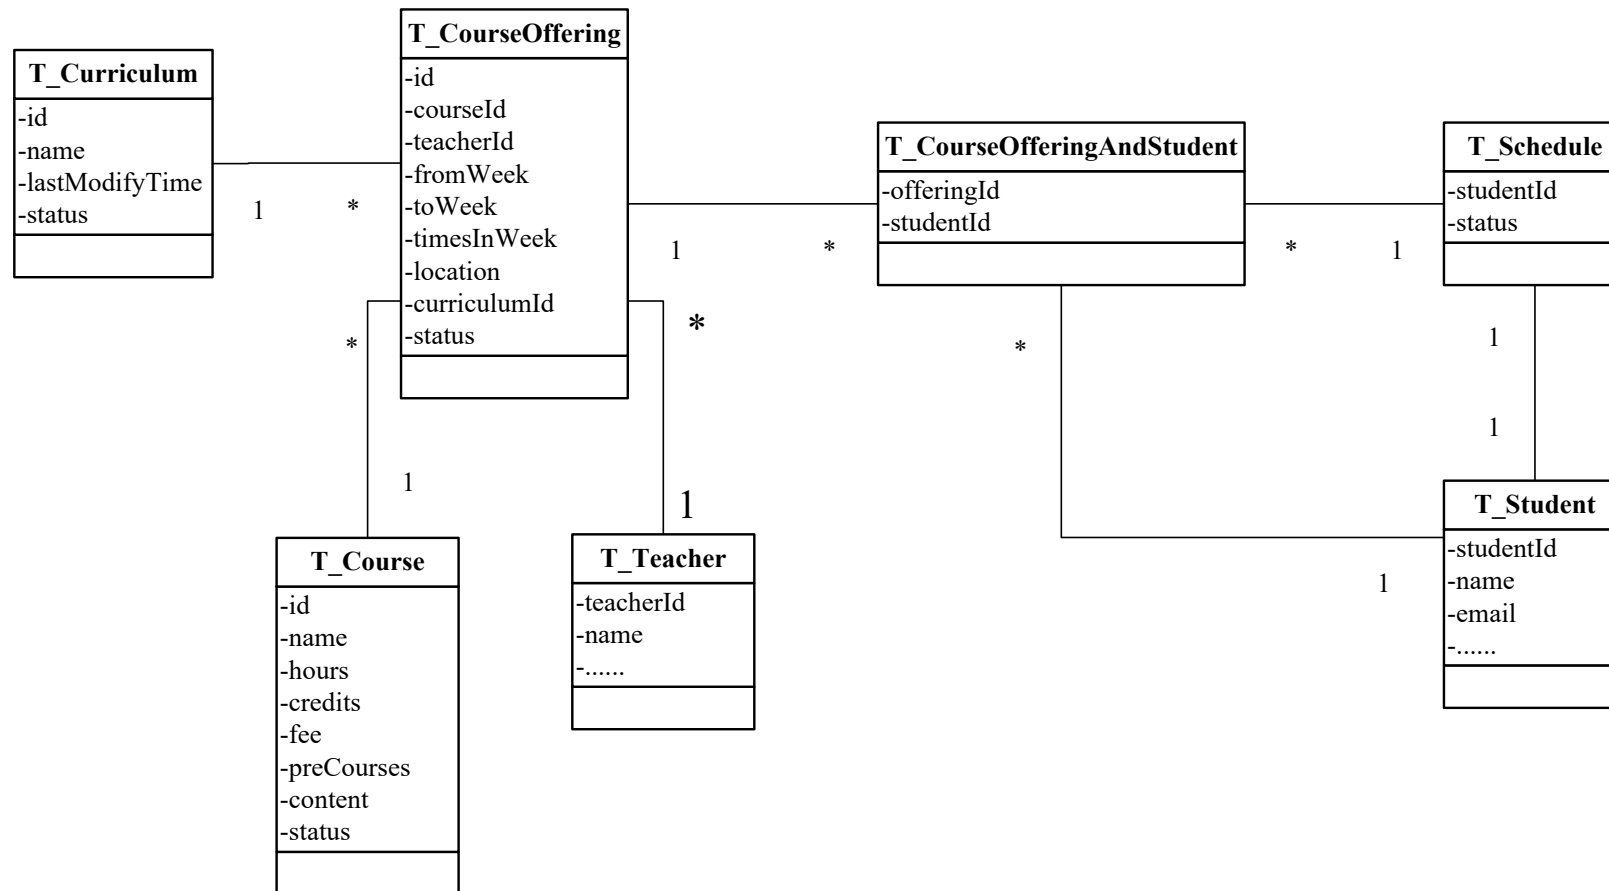 T_Curriculum
-id
-name
-lastModifyTime
-status
1
*
T_CourseOffering
-id
-courseId
-teacherId
-fromWeek
-toWeek
-timesInWeek
-location
-curriculumId
-status
1
*
T_CourseOfferingAndStudent
-offeringId
-studentId
*
1
T_Schedule
-studentId
-status
*
1
*
1
*
1
1
1
T_Course
-id
-name
-hours
-credits
-fee
-preCourses
-content
-status
T_Teacher
-teacherId
-name
-......
*
1
T_Student
-studentId
-name
-email
-......